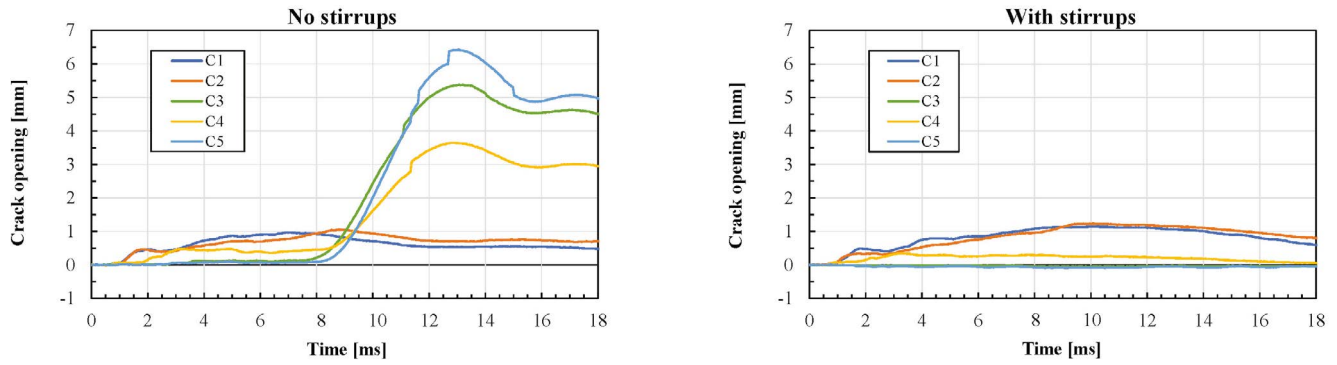 No stirrups
Crack opening [mm]
7
6
5
4
3
2
1
0
-1
C1
C2
C3
C4
C5
0 2 4 6 8 10 12 14 16 18
Time [ms]
With stirrups
Crack opening [mm]
7
6
5
4
3
2
1
0
-1
C1
C2
C3
C4
C5
0 2 4 6 8 10 12 14 16 18
Time [ms]